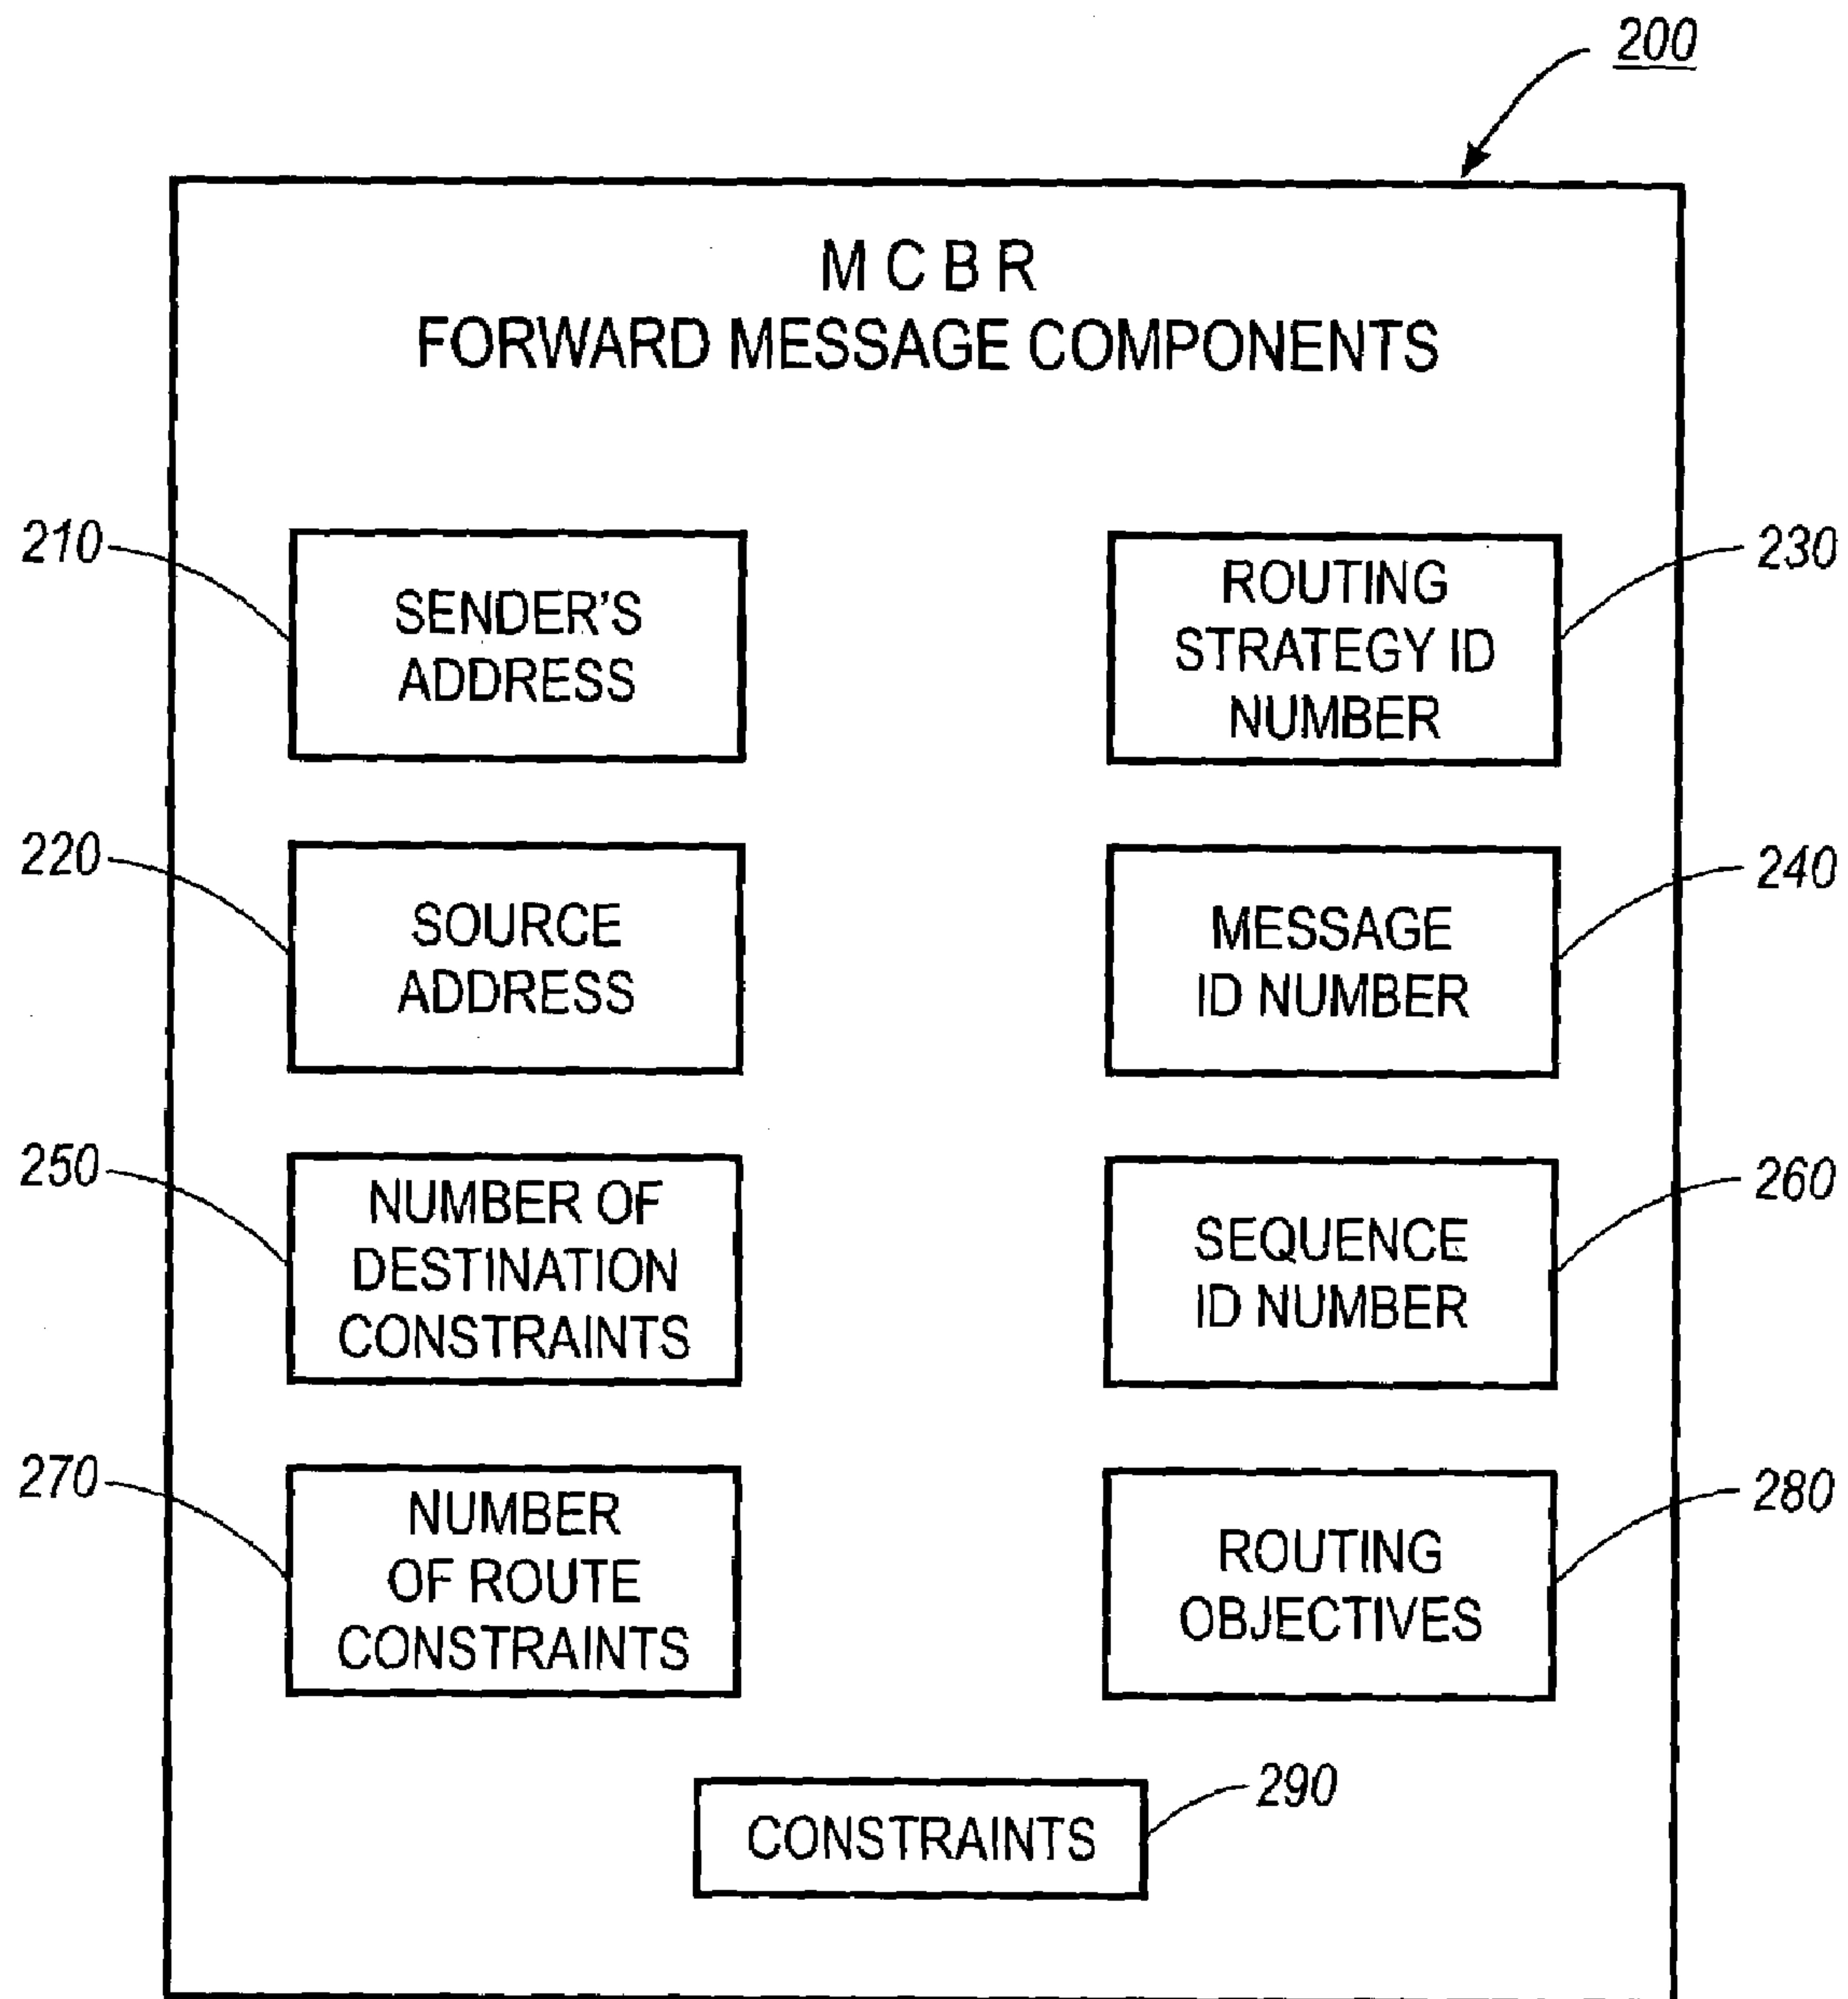 200
M C B R
FORWARD MESSAGE COMPONENTS
210
SENDER'S
ADDRESS
230
ROUTING
STRATEGY ID
NUMBER
220
SOURCE
ADDRESS
240
MESSAGE
ID NUMBER
250
NUMBER OF
DESTINATION
CONSTRAINTS
260
SEQUENCE
ID NUMBER
270
NUMBER
OF ROUTE
CONSTRAINTS
280
ROUTING
OBJECTIVES
290
CONSTRAINTS